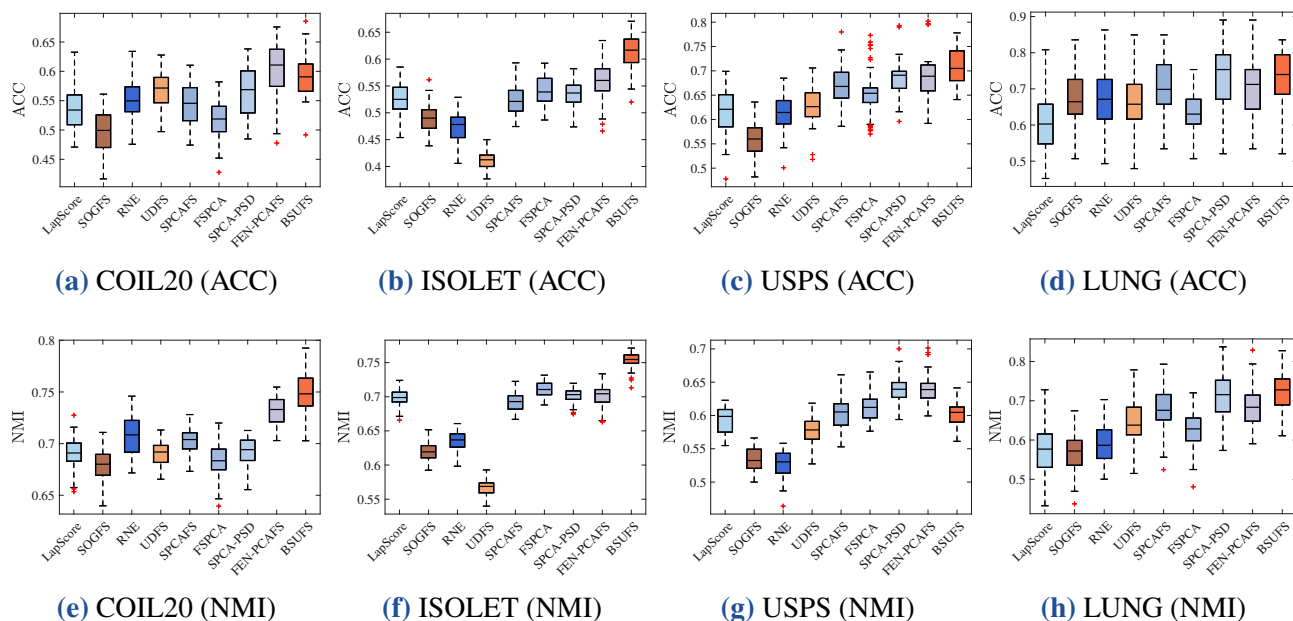 0.65
0.6
0.55
0.5
0.45
ACC
LapScore
SOGFS
RNE
UDFS
SPCAFS
FSPCA
SPCA-PSD
FEN-PCAFS
BSUFS
(a) COIL20 (ACC)
0.65
0.6
0.55
0.5
0.45
0.4
ACC
LapScore
SOGFS
RNE
UDFS
SPCAFS
FSPCA
SPCA-PSD
FEN-PCAFS
BSUFS
(b) ISOLET (ACC)
0.8
0.75
0.7
0.65
0.6
0.55
0.5
ACC
LapScore
SOGFS
RNE
UDFS
SPCAFS
FSPCA
SPCA-PSD
FEN-PCAFS
BSUFS
(c) USPS (ACC)
0.9
0.8
0.7
0.6
0.5
ACC
LapScore
SOGFS
RNE
UDFS
SPCAFS
FSPCA
SPCA-PSD
FEN-PCAFS
BSUFS
(d) LUNG (ACC)
0.8
0.75
0.7
0.65
NMI
LapScore
SOGFS
RNE
UDFS
SPCAFS
FSPCA
SPCA-PSD
FEN-PCAFS
BSUFS
(e) COIL20 (NMI)
0.75
0.7
0.65
0.6
0.55
NMI
LapScore
SOGFS
RNE
UDFS
SPCAFS
FSPCA
SPCA-PSD
FEN-PCAFS
BSUFS
(f) ISOLET (NMI)
0.7
0.65
0.6
0.55
0.5
NMI
LapScore
SOGFS
RNE
UDFS
SPCAFS
FSPCA
SPCA-PSD
FEN-PCAFS
BSUFS
(g) USPS (NMI)
0.8
0.7
0.6
0.5
NMI
LapScore
SOGFS
RNE
UDFS
SPCAFS
FSPCA
SPCA-PSD
FEN-PCAFS
BSUFS
(h) LUNG (NMI)